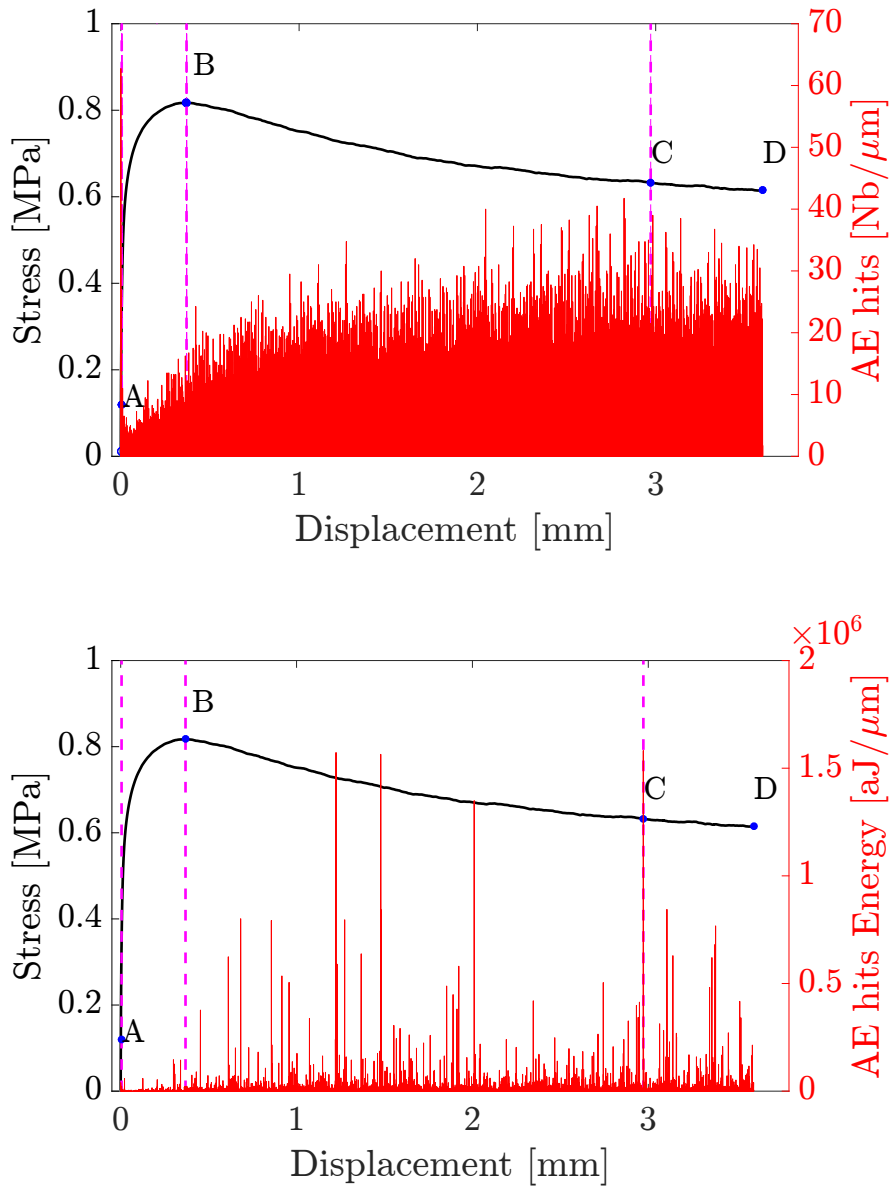 1
0.8
0.6
0.4
0.2
0
Stress [MPa]
0 1 2 3
Displacement [mm]
70
60
50
40
30
20
10
0
AE hits [Nb/μm]
A
B
C
D
×10⁶
1
0.8
0.6
0.4
0.2
0
Stress [MPa]
0 1 2 3
Displacement [mm]
2
1.5
1
0.5
0
AE hits Energy [aJ/μm]
A
B
C
D